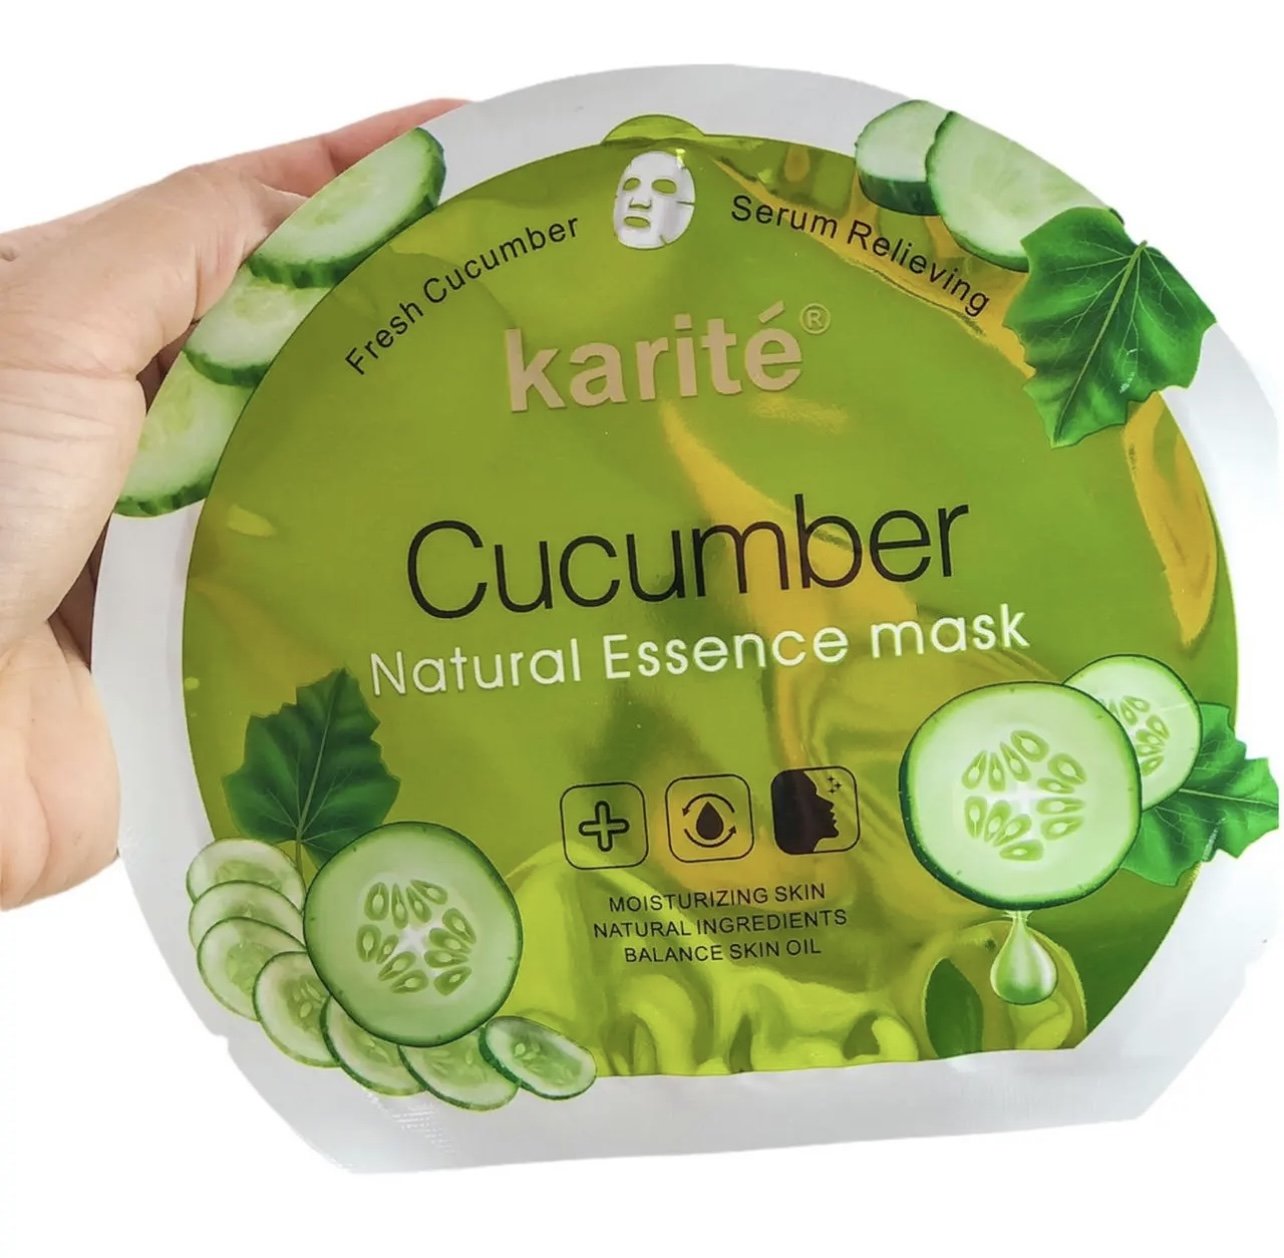 Fresh Cucumber
Serum Relieving
karité®
Cucumber
Natural Essence mask
MOISTURIZING SKIN
NATURAL INGREDIENTS
BALANCE SKIN OIL